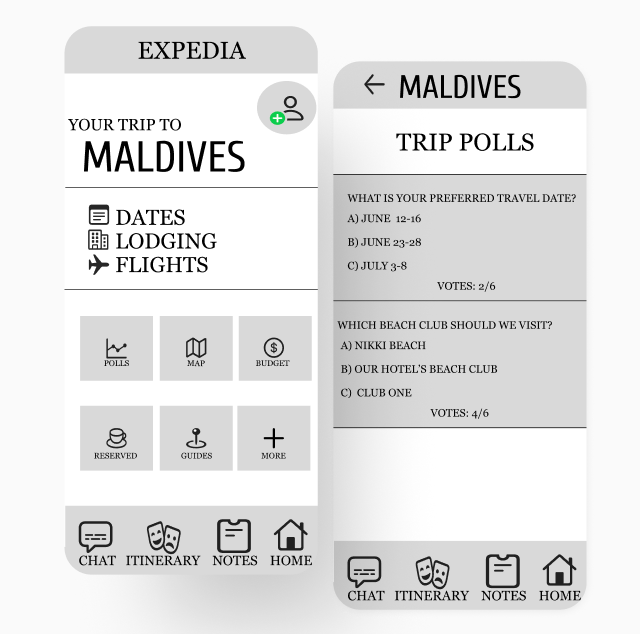 EXPEDIA
YOUR TRIP TO
MALDIVES
DATES
LODGING
FLIGHTS
POLLS
MAP
$
BUDGET
RESERVED
GUIDES
MORE
CHAT
ITINERARY
NOTES
HOME
MALDIVES
TRIP POLLS
WHAT IS YOUR PREFERRED TRAVEL DATE?
A) JUNE 12-16
B) JUNE 23-28
C) JULY 3-8
VOTES: 2/6
WHICH BEACH CLUB SHOULD WE VISIT?
A) NIKKI BEACH
B) OUR HOTEL'S BEACH CLUB
C) CLUB ONE
VOTES: 4/6
CHAT
ITINERARY
NOTES
HOME